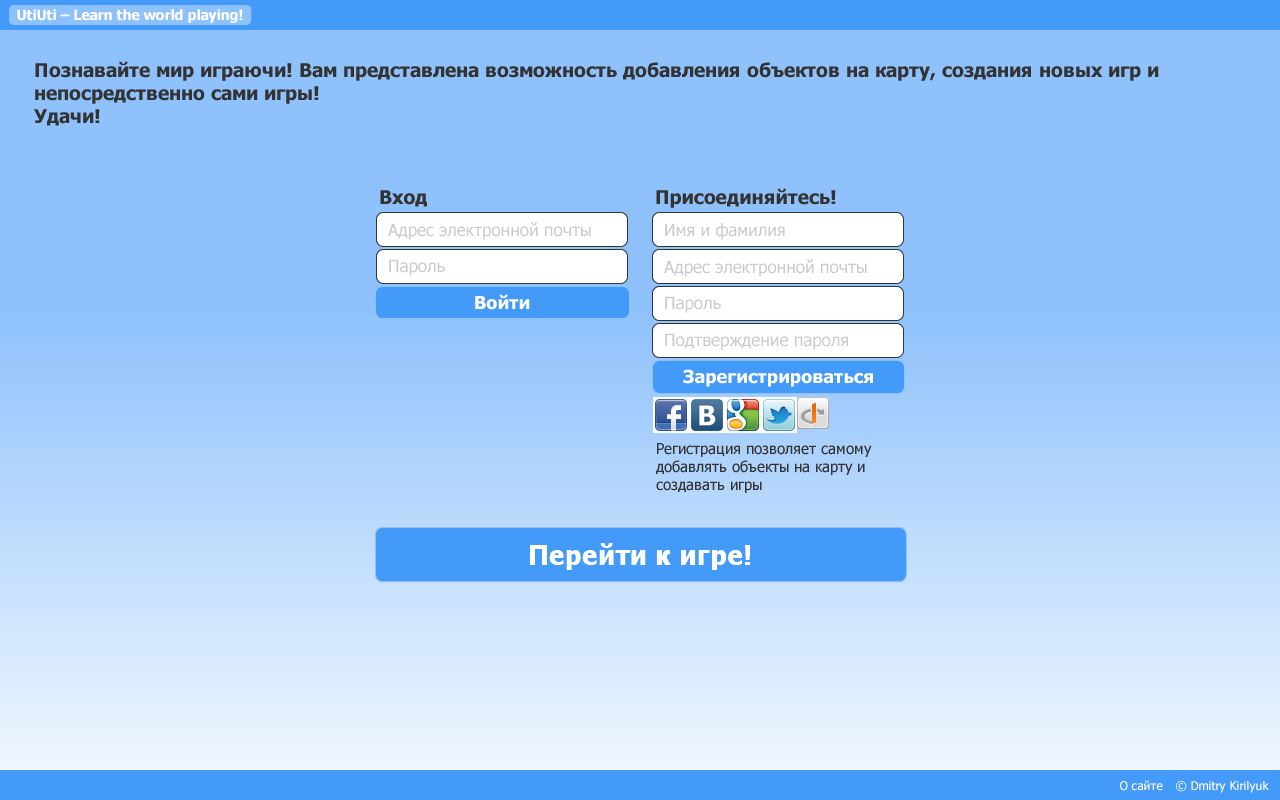 UtiUti – Learn the world playing!
Познавайте мир играючи! Вам представлена возможность добавления объектов на карту, создания новых игр и
непосредственно сами игры!
Удачи!
Вход
Адрес электронной почты
Пароль
Войти
Присоединяйтесь!
Имя и фамилия
Адрес электронной почты
Пароль
Подтверждение пароля
Зарегистрироваться
Регистрация позволяет самому
добавлять объекты на карту и
создавать игры
Перейти к игре!
О сайте © Dmitry Kirilyuk